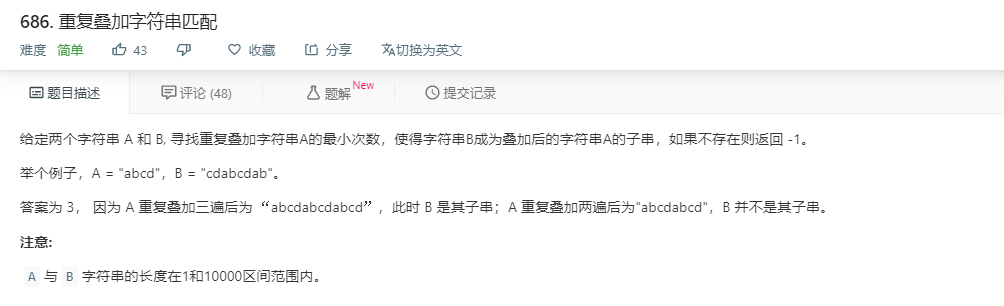 686. 重复叠加字符串匹配
难度 简单 43 收藏 分享 切换为英文
题目描述 评论 (48) 题解 New 提交记录
给定两个字符串 A 和 B, 寻找重复叠加字符串A的最小次数，使得字符串B成为叠加后的字符串A的子串，如果不存在则返回 -1。
举个例子，A = "abcd"，B = "cdabcdab"。
答案为 3， 因为 A 重复叠加三遍后为 “abcdabcdabcd”，此时 B 是其子串；A 重复叠加两遍后为"abcdabcd"，B 并不是其子串。
注意:
A 与 B 字符串的长度在1和10000区间范围内。